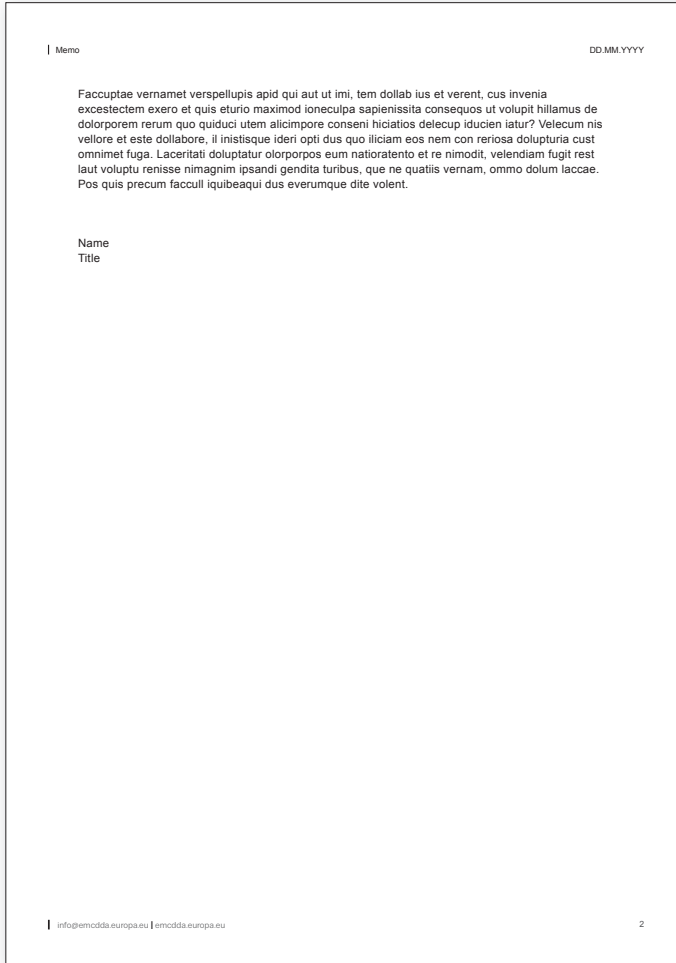 Memo
DD.MM.YYYY
Faccuptae vernamet verspellupis apid qui aut ut imi, tem dollab ius et verent, cus invenia
excestectem exero et quis eturio maximod ioneculpa sapienissita consequos ut volupit hillamus de
dolorporem rerum quo quiduci utem alicimpore conseni hiciatios delecup iducien iatur? Velecum nis
vellore et este dollabore, il inistisque ideri opti dus quo iliciam eos nem con reriosa dolupturia cust
omnimet fuga. Laceritati doluptatur olorporpos eum natioratento et re nimodit, velendiam fugit rest
laut voluptu renisse nimagnim ipsandi gendita turibus, que ne quatiis vernam, ommo dolum laccae.
Pos quis precum faccull iquibeaqui dus everumque dite volent.
Name
Title
info@emcdda.europa.eu | emcdda.europa.eu
2